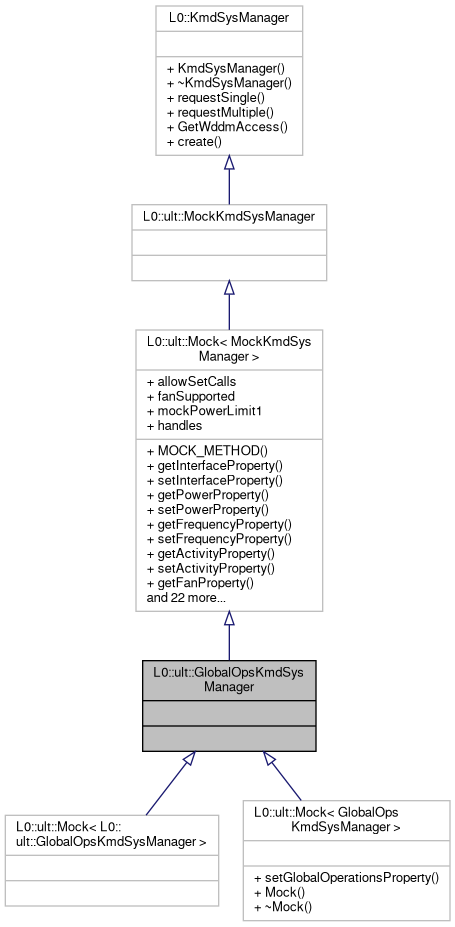 L0::KmdSysManager
+ KmdSysManager()
+ ~KmdSysManager()
+ requestSingle()
+ requestMultiple()
+ GetWddmAccess()
+ create()
L0::ult::MockKmdSysManager
L0::ult::Mock< MockKmdSys
Manager >
+ allowSetCalls
+ fanSupported
+ mockPowerLimit1
+ handles
+ MOCK_METHOD()
+ getInterfaceProperty()
+ setInterfaceProperty()
+ getPowerProperty()
+ setPowerProperty()
+ getFrequencyProperty()
+ setFrequencyProperty()
+ getActivityProperty()
+ setActivityProperty()
+ getFanProperty()
and 22 more...
L0::ult::GlobalOpsKmdSys
Manager
L0::ult::Mock< L0::
ult::GlobalOpsKmdSysManager >
L0::ult::Mock< GlobalOps
KmdSysManager >
+ setGlobalOperationsProperty()
+ Mock()
+ ~Mock()